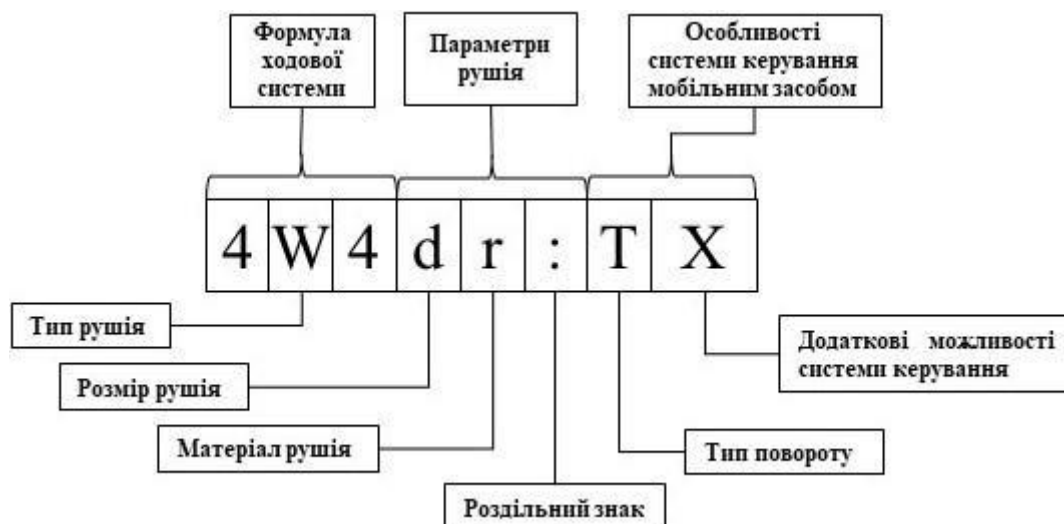 Формула
ходової
системи
Параметри
рушія
Особливості
системи керування
мобільним засобом
4 W 4 d r : T X
Тип рушія
Додаткові можливості
системи керування
Розмір рушія
Матеріал рушія
Тип повороту
Роздільний знак